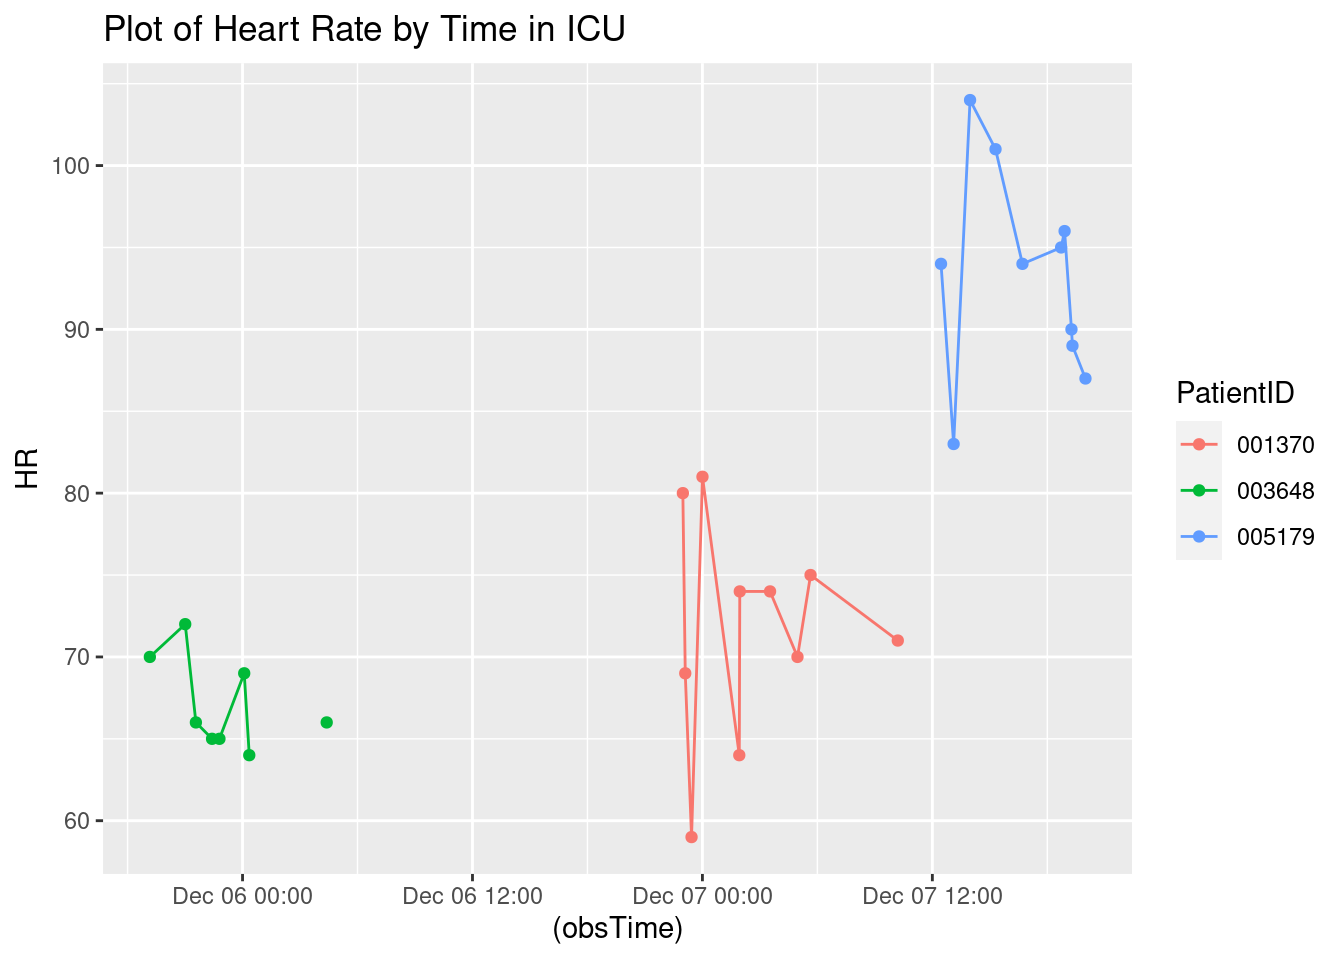 Plot of Heart Rate by Time in ICU
100
90
80
70
60
HR
Dec 06 00:00
Dec 06 12:00
Dec 07 00:00
Dec 07 12:00
(obsTime)
PatientID
001370
003648
005179